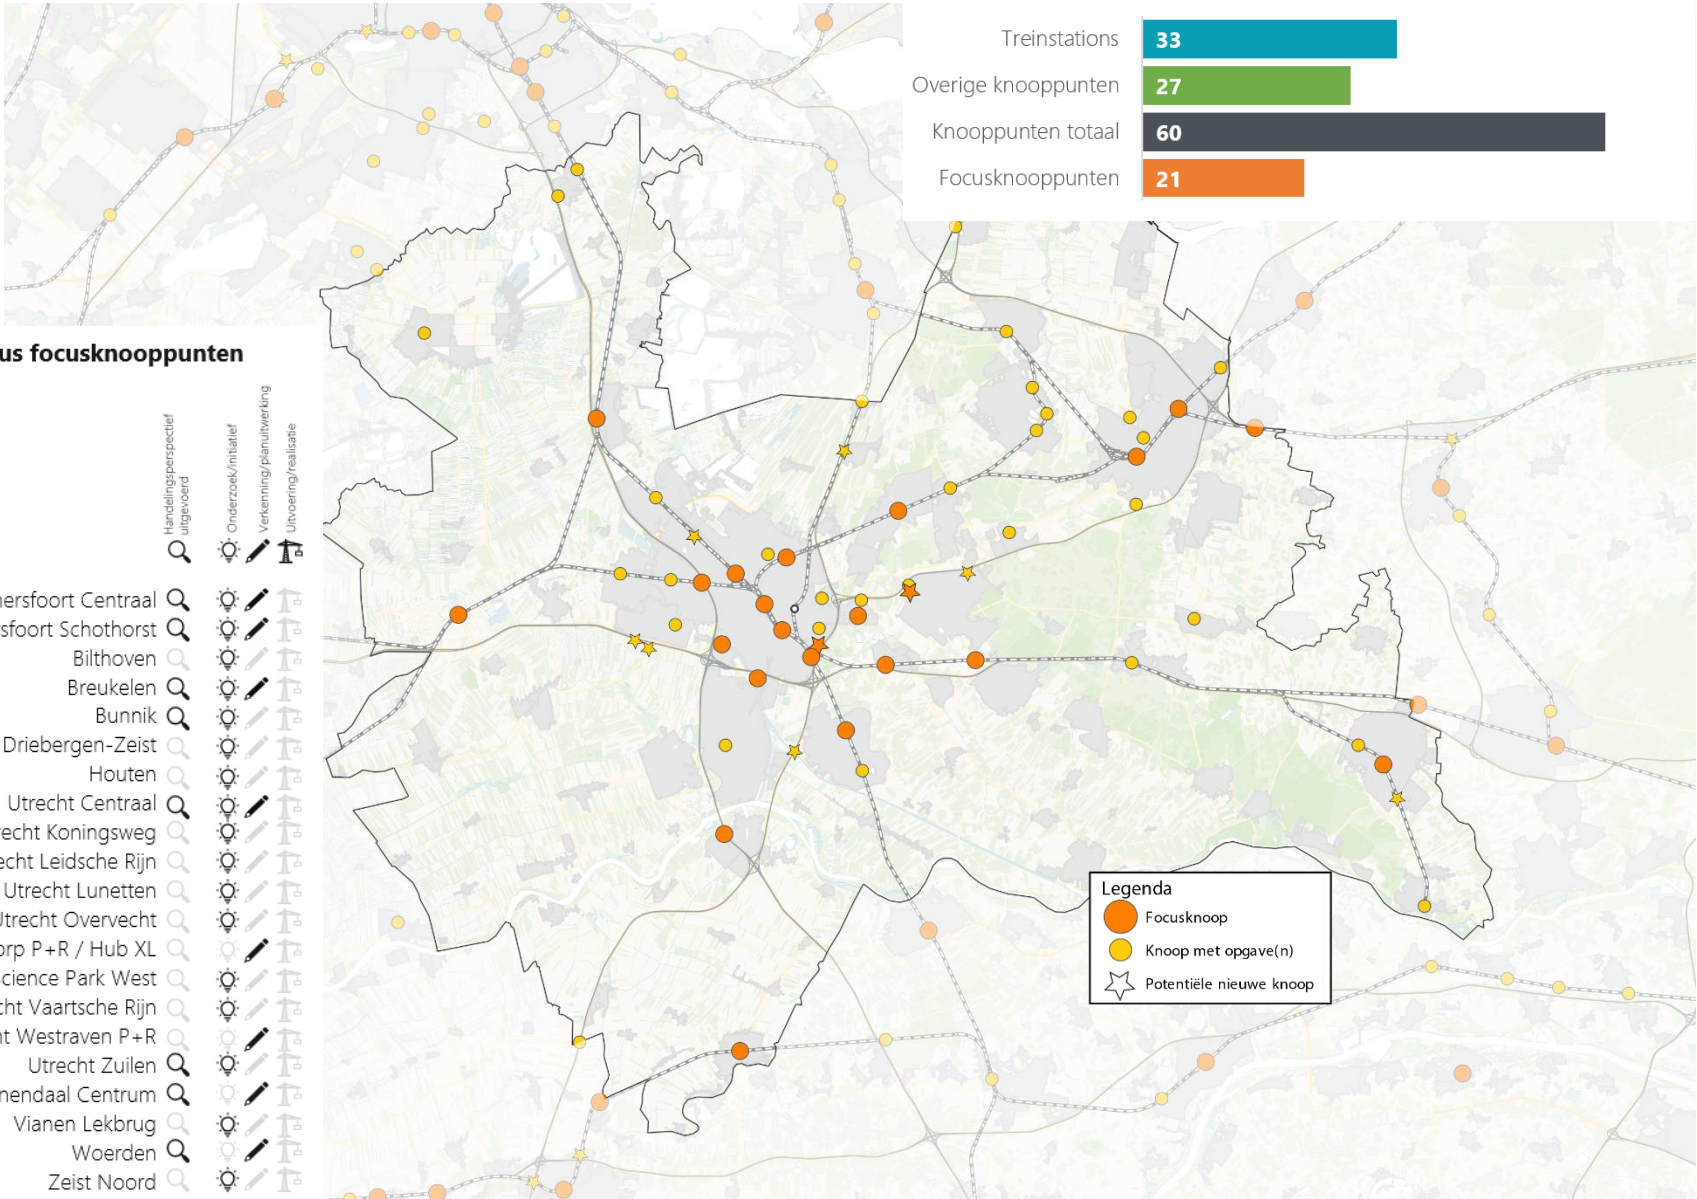 Treinstations 33
Overige knooppunten 27
Knooppunten totaal 60
Focusknooppunten 21
us focusknooppunten
Handelingsperspectief
uitgevoerd
Onderzoek/initiatief
Verkenning/planuitwerking
Uitvoering/realisatie
ersfoort Centraal
sfoort Schothorst
Bilthoven
Breukelen
Bunnik
Driebergen-Zeist
Houten
Utrecht Centraal
recht Koningsweg
echt Leidsche Rijn
Utrecht Lunetten
Utrecht Overvecht
orp P+R / Hub XL
Science Park West
cht Vaartsche Rijn
ht Westraven P+R
Utrecht Zuilen
nendaal Centrum
Vianen Lekbrug
Woerden
Zeist Noord
Legenda
Focusknoop
Knoop met opgave(n)
Potentiële nieuwe knoop